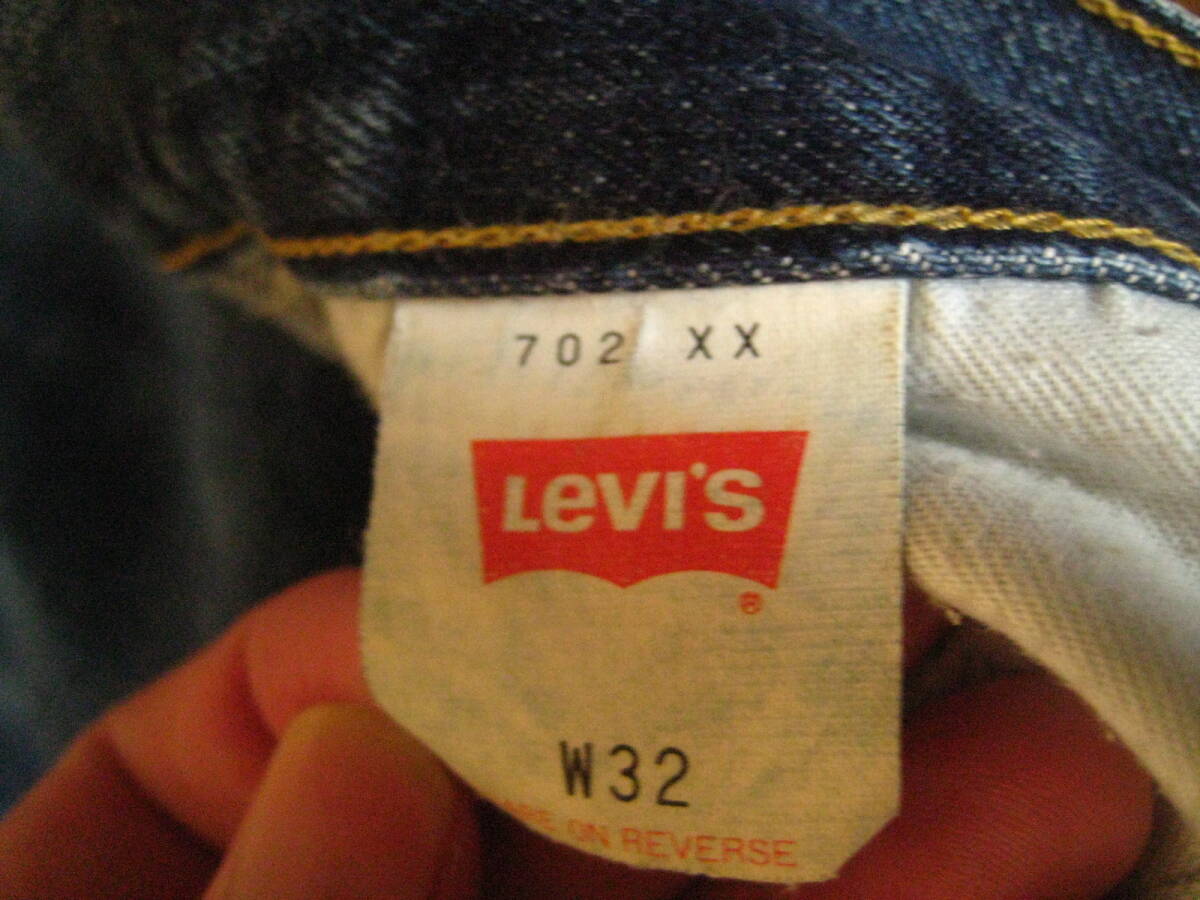 702 XX
LEVI'S
®
W32
ON REVERSE